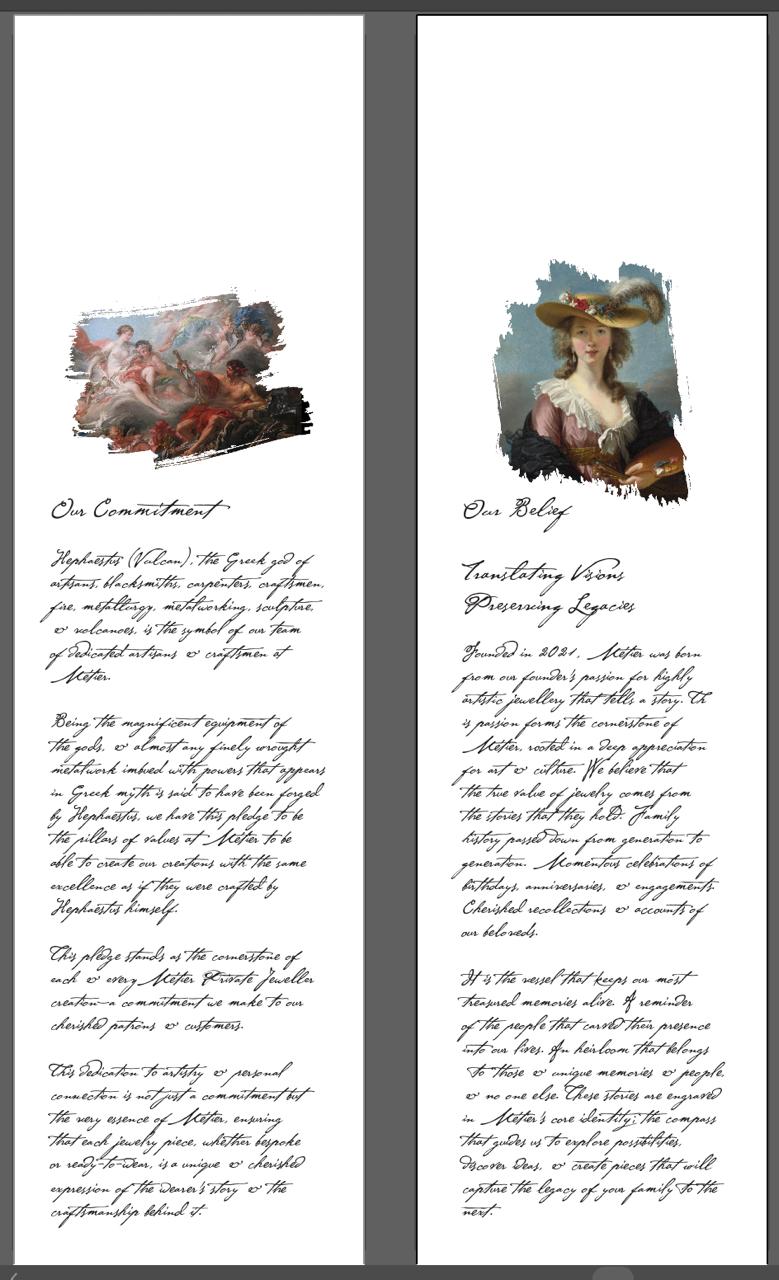 Our Commitment
Hephaestus (Vulcan), the Greek god of
artisans, blacksmiths, carpenters, craftsmen,
fire, metallurgy, metalworking, sculpture,
& volcanoes, is the symbol of our team
of dedicated artisans & craftsmen at
Métier.
Being the magnificent equipment of
the gods, & almost any finely wrought
metalwork imbued with powers that appears
in Greek myth is said to have been forged
by Hephaestus, we have this pledge to be
the pillars of values at Métier to be
able to create our creations with the same
excellence as if they were crafted by
Hephaestus himself.
This pledge stands as the cornerstone of
each & every Métier Private Jeweller
creation—a commitment we make to our
cherished patrons & customers.
This dedication to artistry & personal
connection is not just a commitment but
the very essence of Métier, ensuring
that each jewelry piece, whether bespoke
or ready-to-wear, is a unique & cherished
expression of the wearer's story & the
craftsmanship behind it.
Our Belief
Translating Visions
Preserving Legacies
Founded in 2021, Métier was born
from our founder's passion for highly
artistic jewellery that tells a story. Th
is passion forms the cornerstone of
Métier, rooted in a deep appreciation
for art & culture. We believe that
the true value of jewelry comes from
the stories that they hold. Family
history passed down from generation to
generation. Momentous celebrations of
birthdays, anniversaries, & engagements.
Cherished recollections & accounts of
our beloveds.
It is the vessel that keeps our most
treasured memories alive. A reminder
of the people that carved their presence
into our lives. An heirloom that belongs
to those & unique memories & people,
& no one else. These stories are engraved
in Métier's core identity; the compass
that guides us to explore possibilities,
discover ideas, & create pieces that will
capture the legacy of your family to the
next.